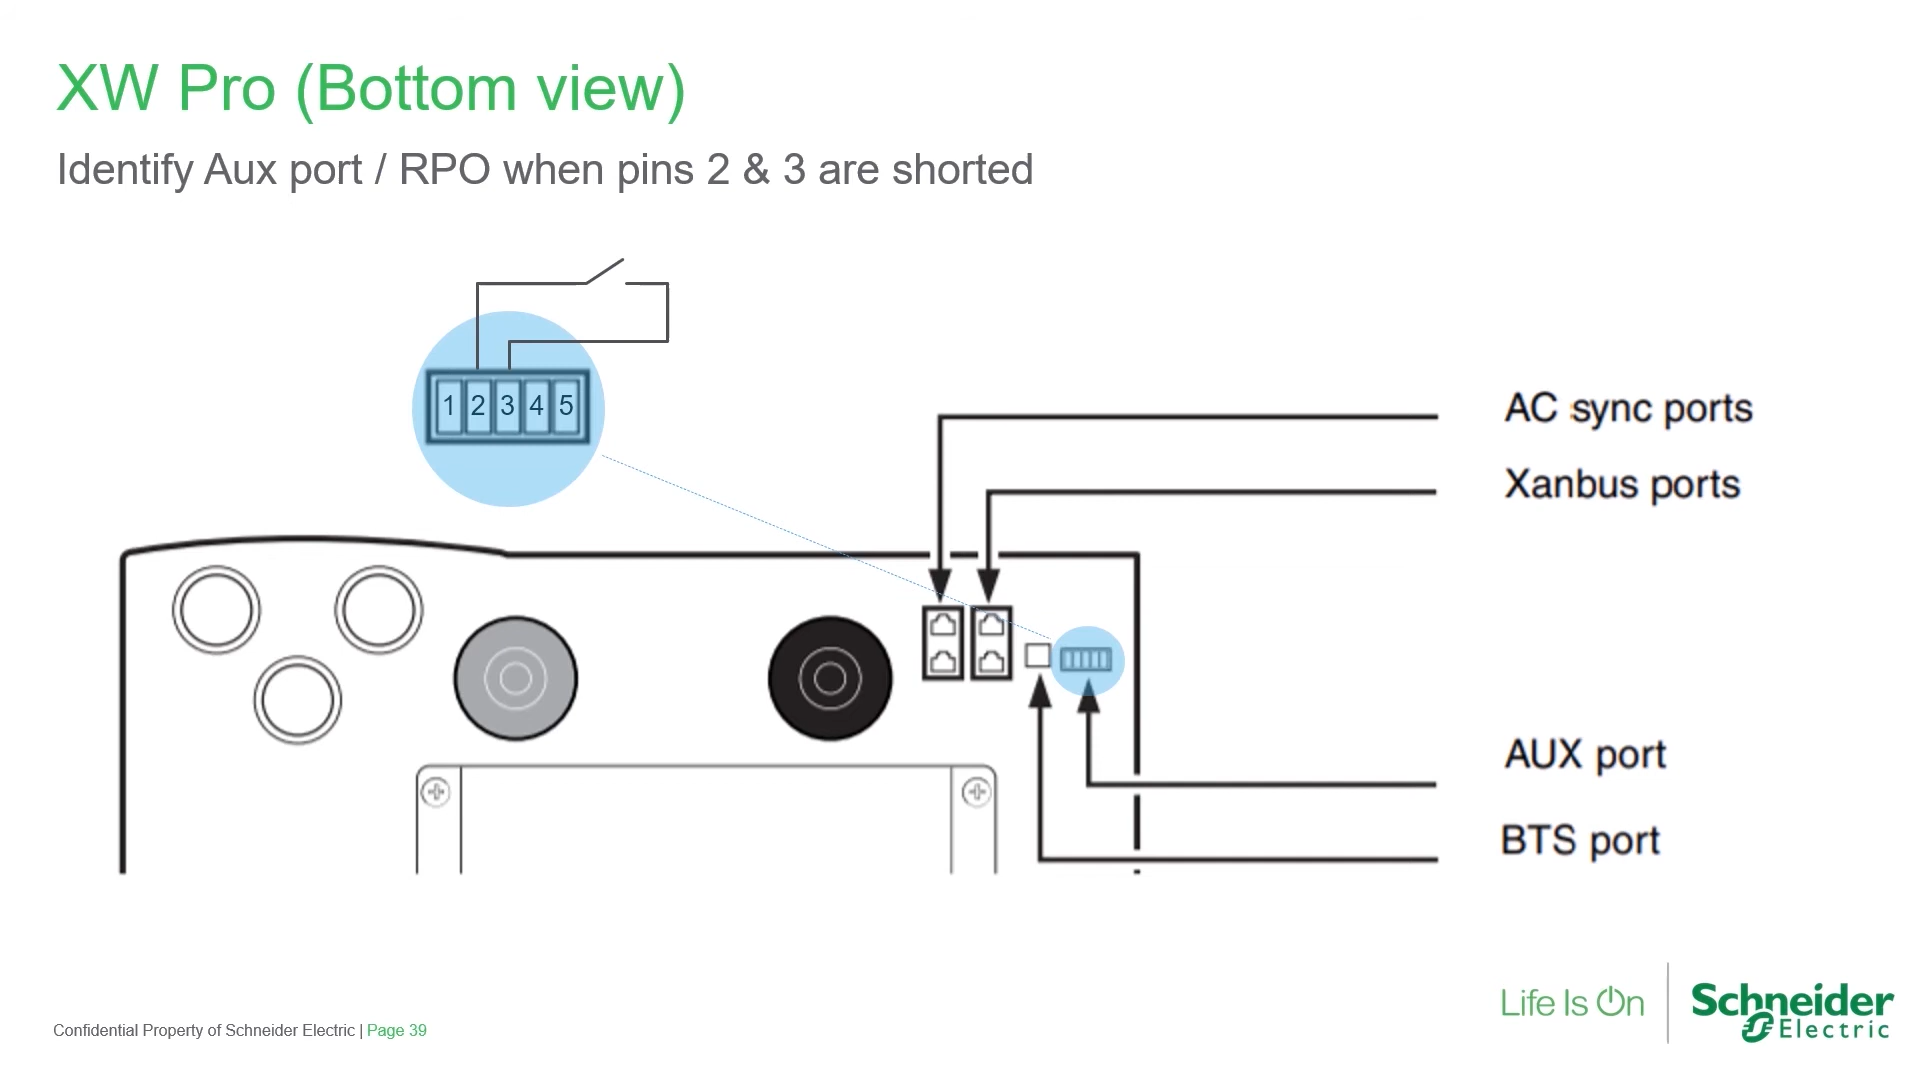 XW Pro (Bottom view)
Identify Aux port / RPO when pins 2 & 3 are shorted
1 2 3 4 5
AC sync ports
Xanbus ports
AUX port
BTS port
Life Is On
Schneider
Electric
Confidential Property of Schneider Electric | Page 39